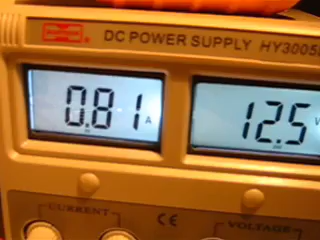 DC POWER SUPPLY HY3005
0.81 A
12.5 V
CURRENT
CE
VOLTAGE